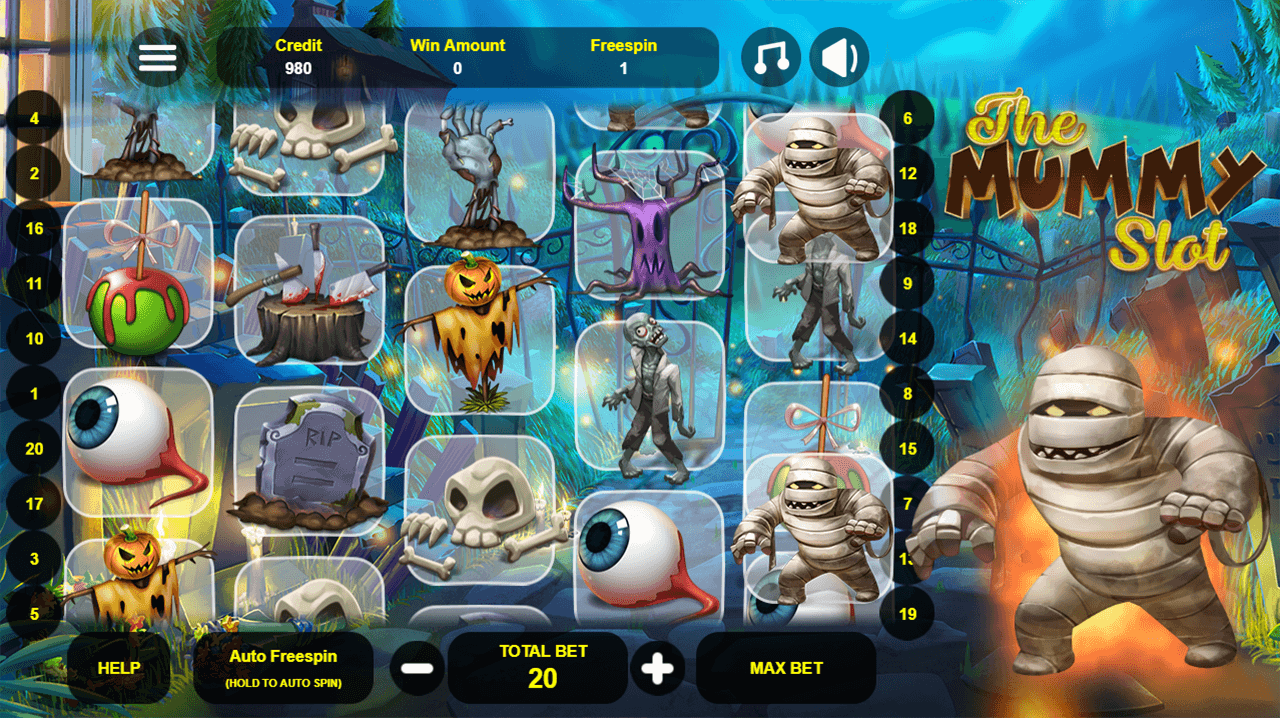 Credit
980
Win Amount
0
Freespin
1
The
MUMMY
Slot
4
2
16
11
10
1
20
17
3
5
6
12
18
9
14
8
15
7
19
RIP
HELP
Auto Freespin
(HOLD TO AUTO SPIN)
TOTAL BET
20
MAX BET